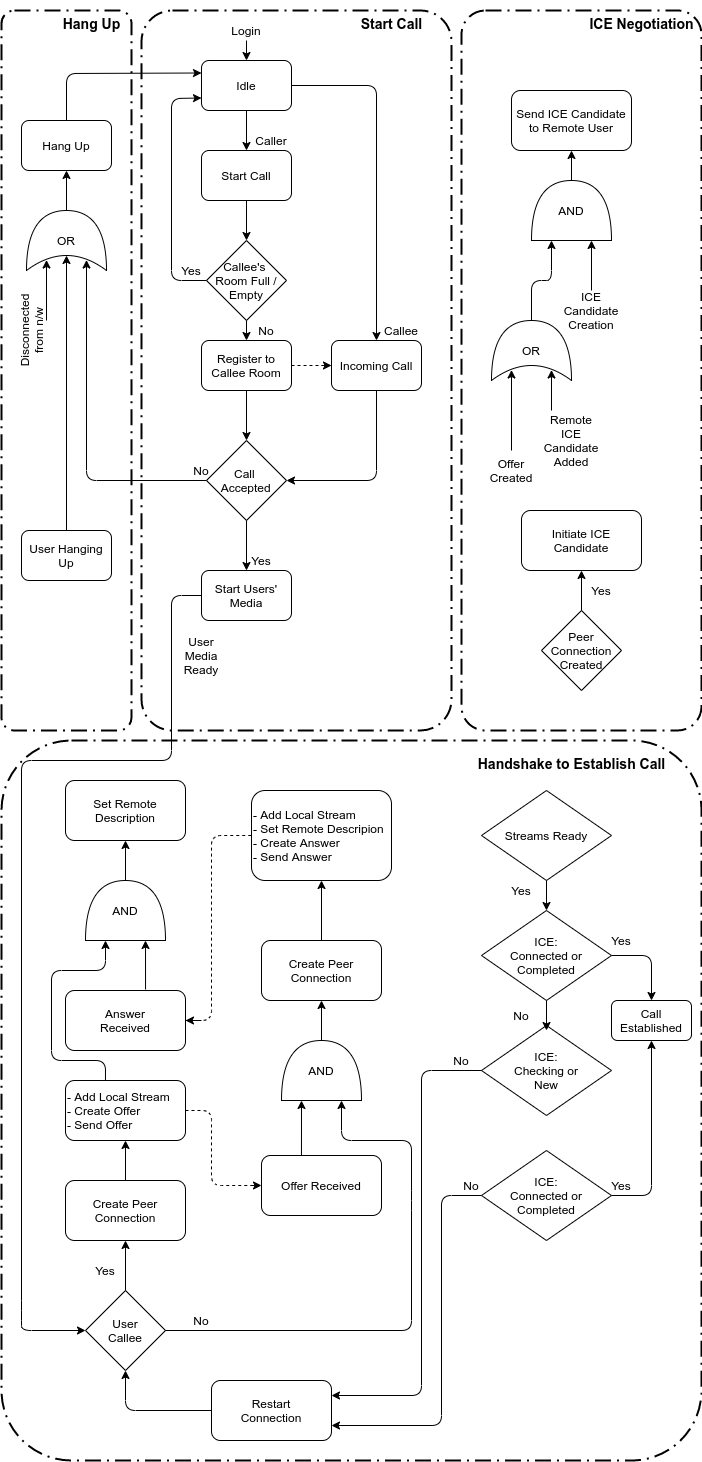 Hang Up
Start Call
ICE Negotiation
Login
Idle
Hang Up
Caller
Start Call
OR
Disconnected
from n/w
Callee's
Room Full /
Empty
Yes
No
Callee
Register to
Callee Room
Incoming Call
No
Call
Accepted
Yes
User Hanging
Up
Start Users'
Media
User
Media
Ready
Send ICE Candidate
to Remote User
AND
ICE
Candidate
Creation
OR
Remote
ICE
Candidate
Added
Offer
Created
Initiate ICE
Candidate
Yes
Peer
Connection
Created
Handshake to Establish Call
Set Remote
Description
- Add Local Stream
- Set Remote Descripion
- Create Answer
- Send Answer
AND
Answer
Received
Create Peer
Connection
AND
- Add Local Stream
- Create Offer
- Send Offer
Offer Received
Create Peer
Connection
Yes
User
Callee
No
Restart
Connection
Streams Ready
Yes
ICE:
Connected or
Completed
Yes
No
Call
Established
ICE:
Checking or
New
No
ICE:
Connected or
Completed
No
Yes